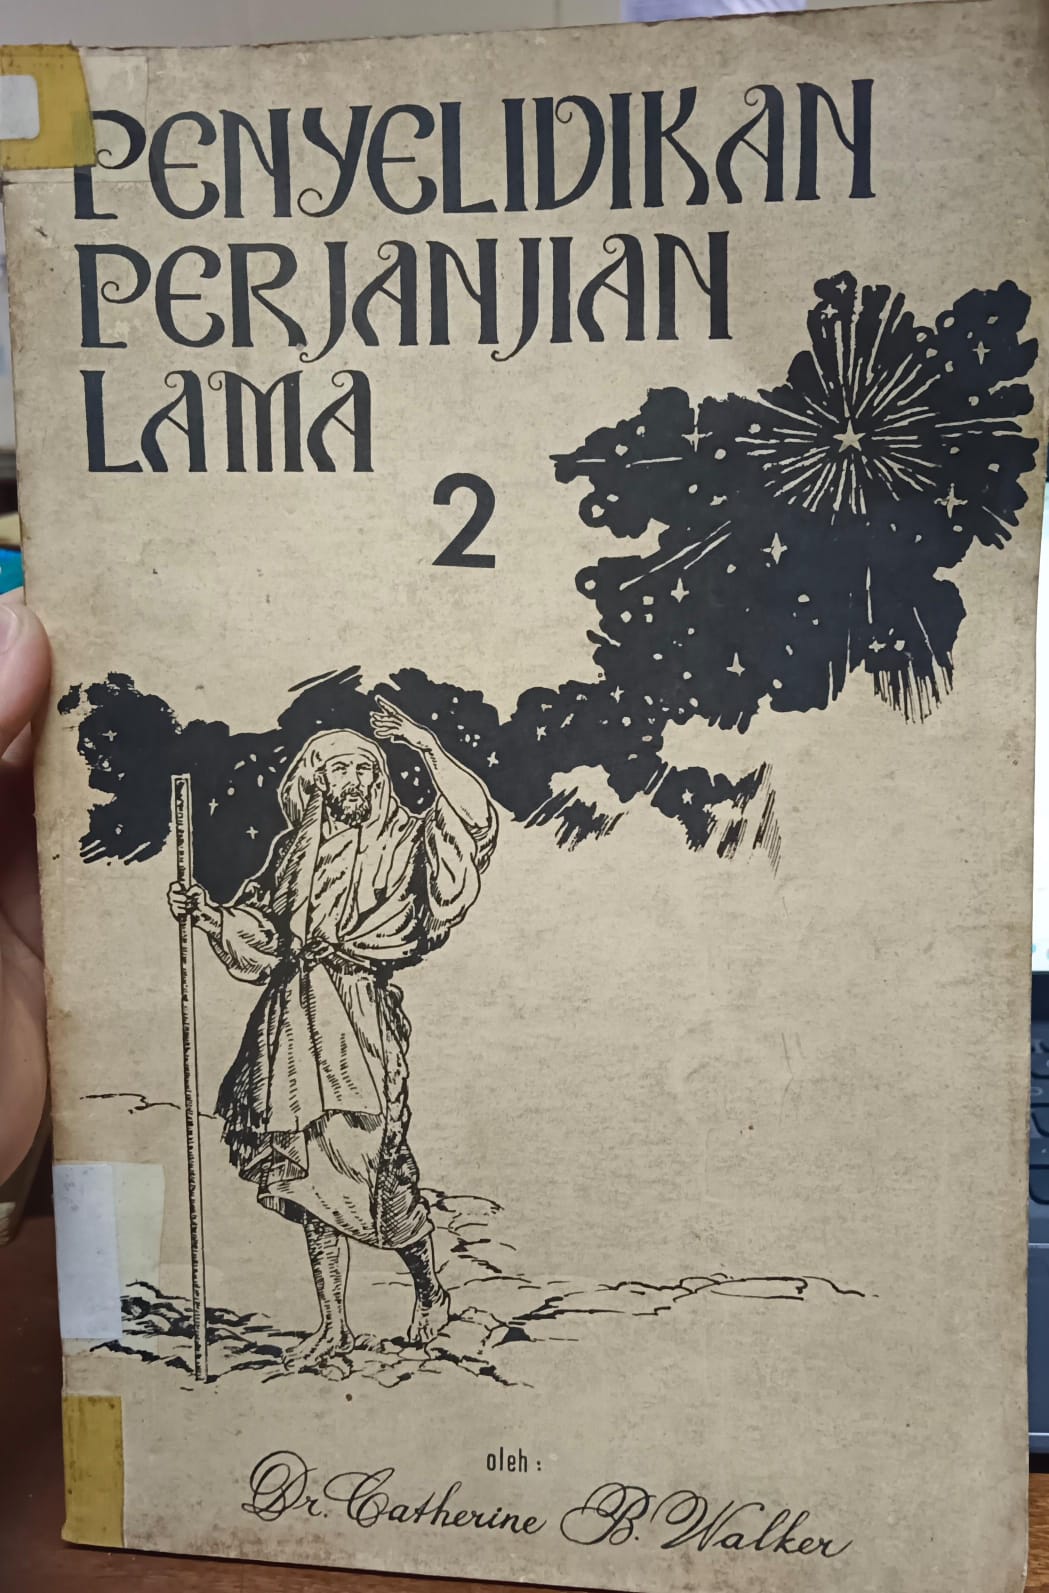 PENYELIDIKAN
PERJANJIAN
LAMA
2
oleh :
Dr. Catherine B. Walker